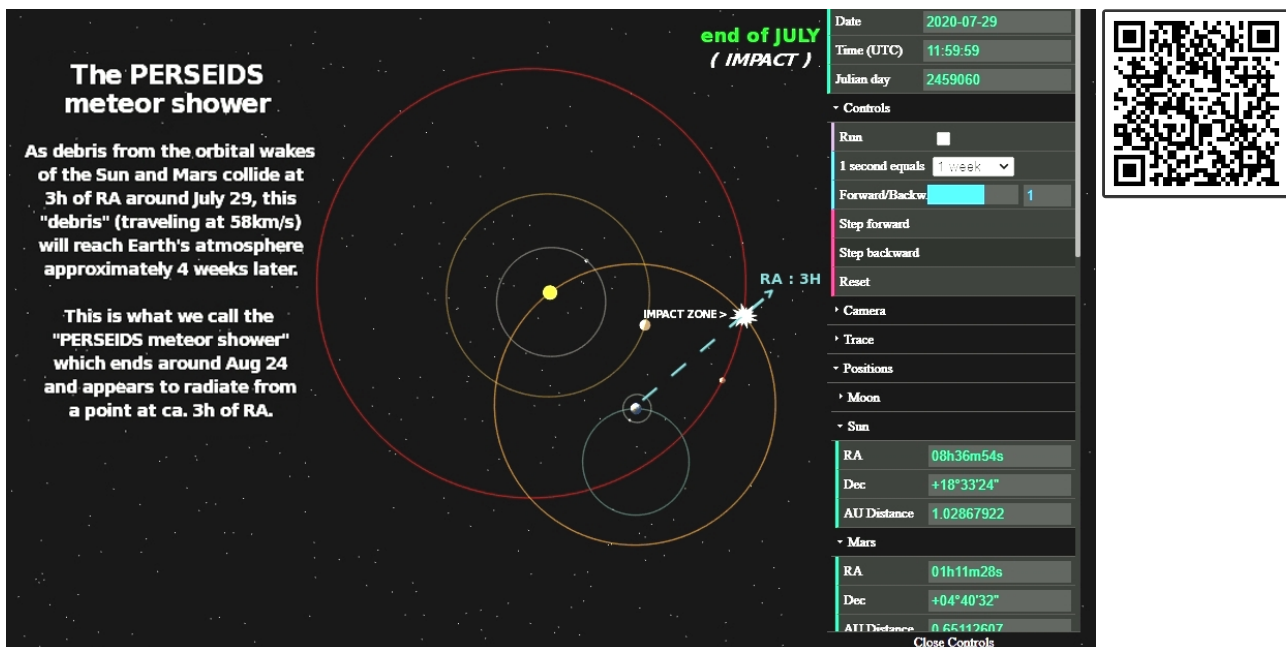 The PERSEIDS
meteor shower
As debris from the orbital wakes
of the Sun and Mars collide at
3h of RA around July 29, this
"debris" (traveling at 58km/s)
will reach Earth's atmosphere
approximately 4 weeks later.
This is what we call the
"PERSEIDS meteor shower"
which ends around Aug 24
and appears to radiate from
a point at ca. 3h of RA.
end of JULY
( IMPACT )
RA : 3H
IMPACT ZONE >
Date 2020-07-29
Time (UTC) 11:59:59
Julian day 2459060
Controls
Run
1 second equals 1 week
Forward/Backw 1
Step forward
Step backward
Reset
Camera
Trace
Positions
Moon
Sun
RA 08h36m54s
Dec +18°33'24"
AU Distance 1.02867922
Mars
RA 01h11m28s
Dec +04°40'32"
AU Distance 0.65112607
Close Controls